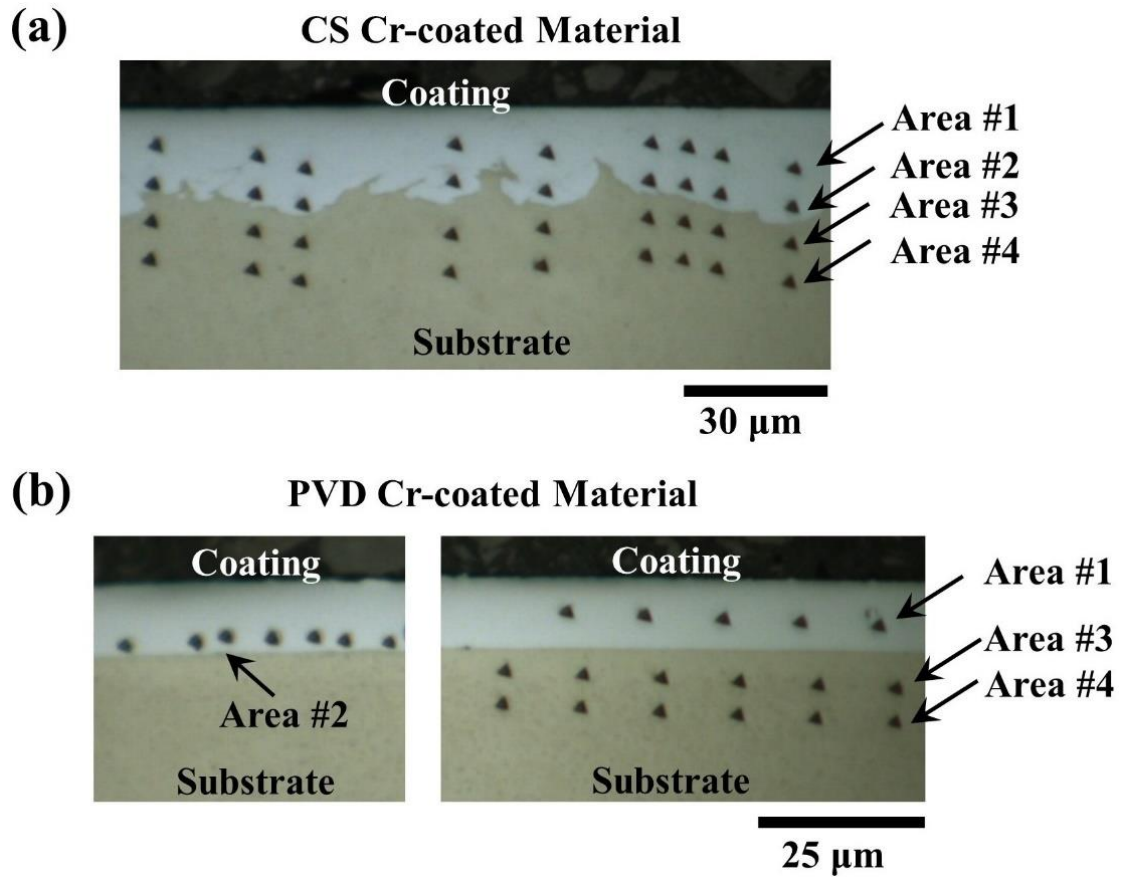 (a)
CS Cr-coated Material
Coating
Area #1
Area #2
Area #3
Area #4
Substrate
30 μm
(b)
PVD Cr-coated Material
Coating
Coating
Area #1
Area #3
Area #4
Area #2
Substrate
Substrate
25 μm